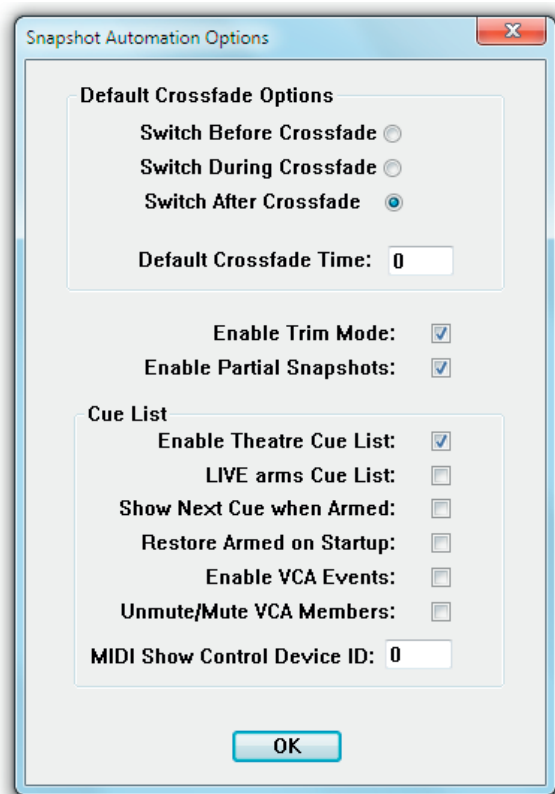 Snapshot Automation Options
Default Crossfade Options
Switch Before Crossfade
Switch During Crossfade
Switch After Crossfade
Default Crossfade Time: 0
Enable Trim Mode:
Enable Partial Snapshots:
Cue List
Enable Theatre Cue List:
LIVE arms Cue List:
Show Next Cue when Armed:
Restore Armed on Startup:
Enable VCA Events:
Unmute/Mute VCA Members:
MIDI Show Control Device ID: 0
OK